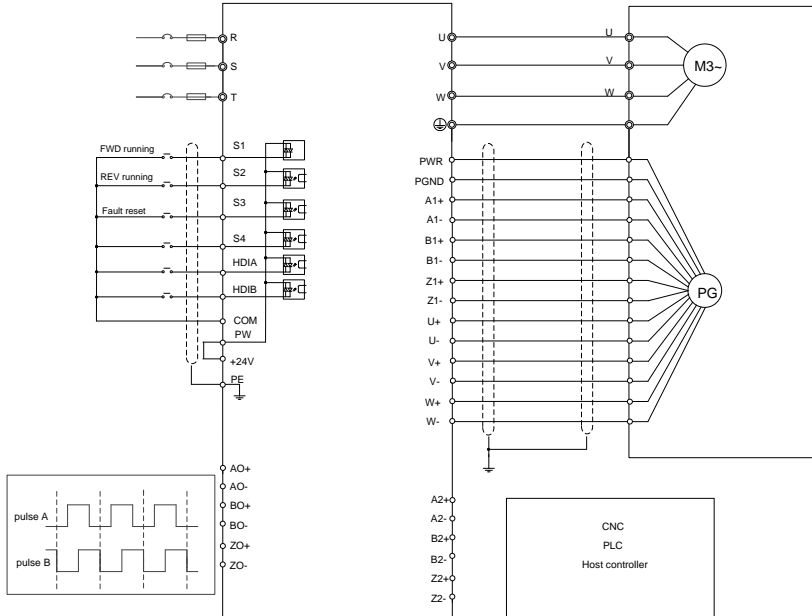 R
S
T
U
V
W
U
V
W
M3~
FWD running
REV running
Fault reset
S1
S2
S3
S4
HDIA
HDIB
COM
PW
+24V
PE
PWR
PGND
A1+
A1-
B1+
B1-
Z1+
Z1-
U+
U-
V+
V-
W+
W-
PG
AO+
AO-
BO+
BO-
ZO+
ZO-
pulse A
pulse B
A2+
A2-
B2+
B2-
Z2+
Z2-
CNC
PLC
Host controller